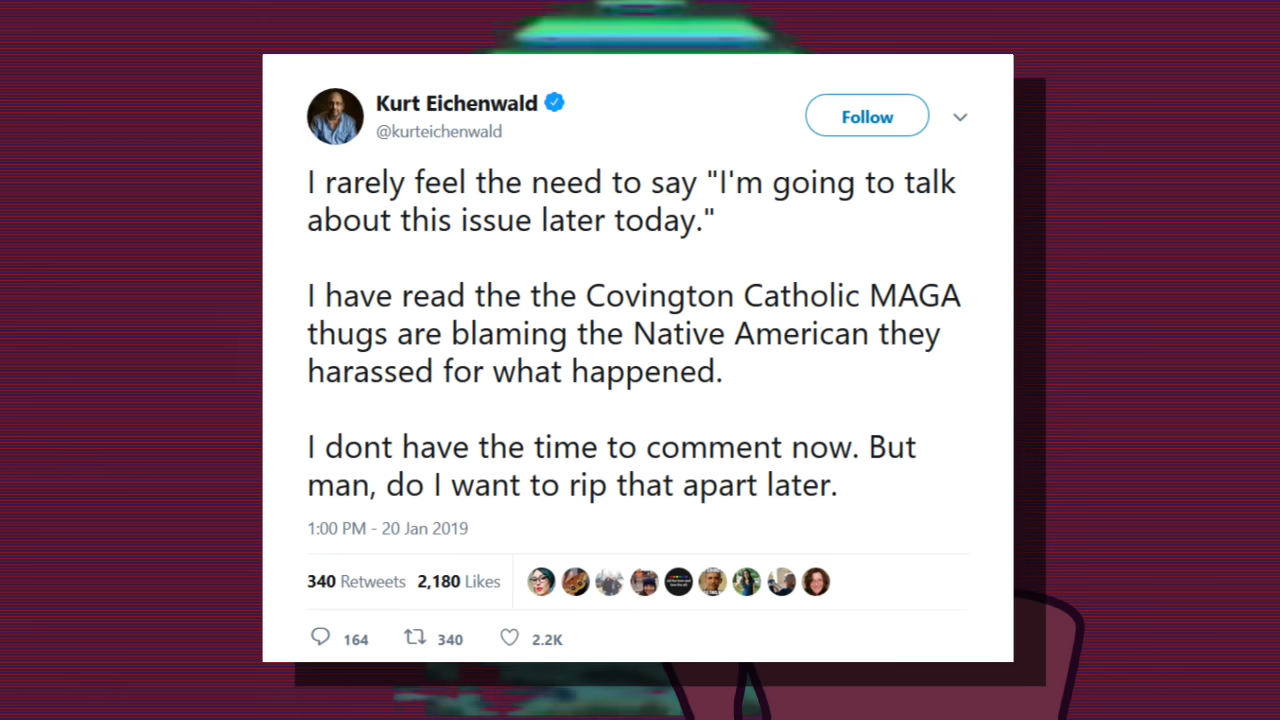 Kurt Eichenwald
@kurteichenwald
Follow
I rarely feel the need to say "I'm going to talk
about this issue later today."
I have read the the Covington Catholic MAGA
thugs are blaming the Native American they
harassed for what happened.
I dont have the time to comment now. But
man, do I want to rip that apart later.
1:00 PM - 20 Jan 2019
340 Retweets 2,180 Likes
164 340 2.2K